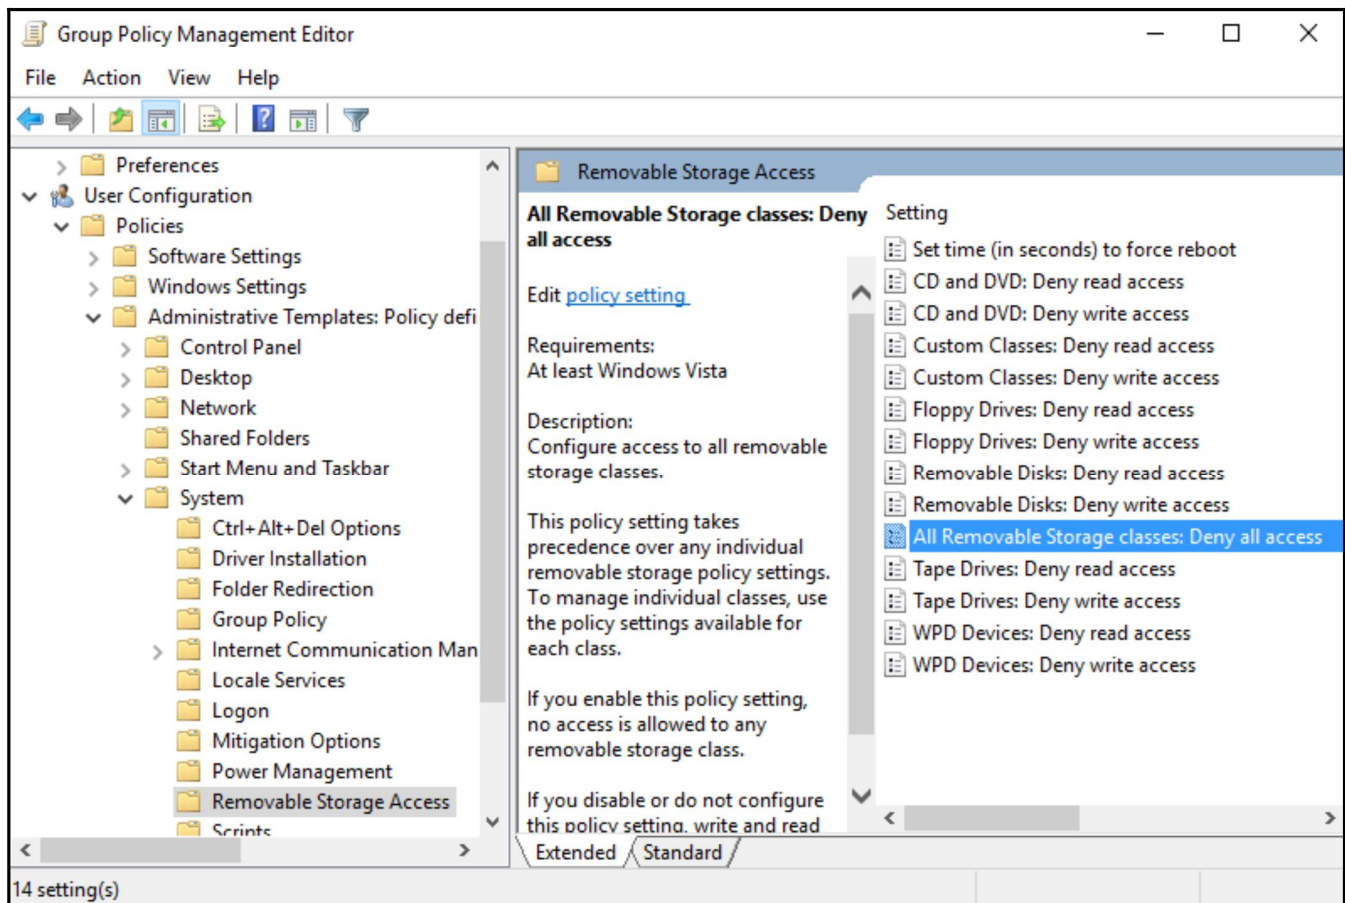 Group Policy Management Editor
File Action View Help
Preferences
User Configuration
Policies
Software Settings
Windows Settings
Administrative Templates: Policy defi
Control Panel
Desktop
Network
Shared Folders
Start Menu and Taskbar
System
Ctrl+Alt+Del Options
Driver Installation
Folder Redirection
Group Policy
Internet Communication Man
Locale Services
Logon
Mitigation Options
Power Management
Removable Storage Access
Scripts
Removable Storage Access
All Removable Storage classes: Deny
all access
Edit policy setting
Requirements:
At least Windows Vista
Description:
Configure access to all removable
storage classes.
This policy setting takes
precedence over any individual
removable storage policy settings.
To manage individual classes, use
the policy settings available for
each class.
If you enable this policy setting,
no access is allowed to any
removable storage class.
If you disable or do not configure
this policy setting, write and read
Setting
Set time (in seconds) to force reboot
CD and DVD: Deny read access
CD and DVD: Deny write access
Custom Classes: Deny read access
Custom Classes: Deny write access
Floppy Drives: Deny read access
Floppy Drives: Deny write access
Removable Disks: Deny read access
Removable Disks: Deny write access
All Removable Storage classes: Deny all access
Tape Drives: Deny read access
Tape Drives: Deny write access
WPD Devices: Deny read access
WPD Devices: Deny write access
Extended Standard
14 setting(s)